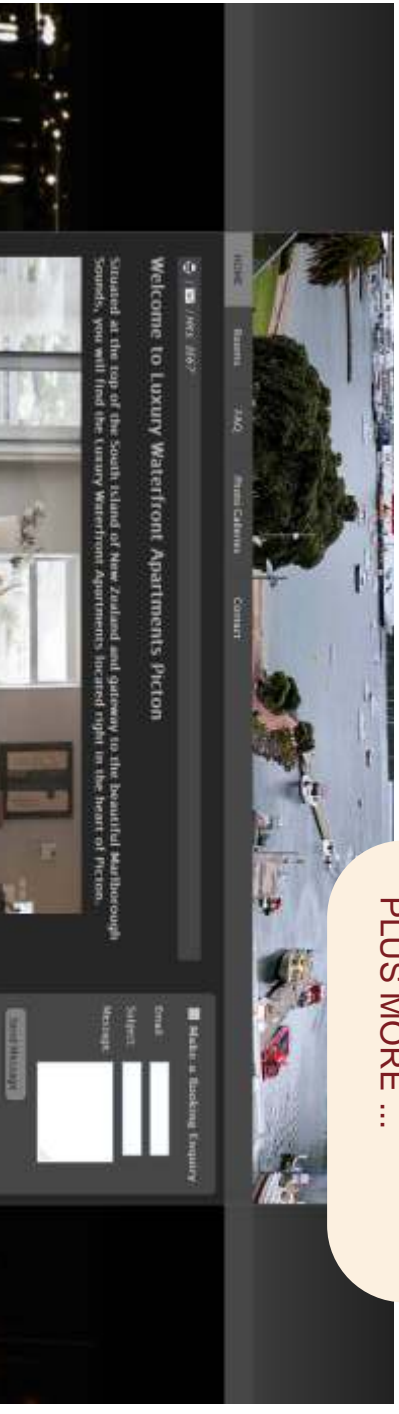 PLUS MORE ...
HOME Rooms FAQ Photo Galleries Contact
Hits: 867
Welcome to Luxury Waterfront Apartments Picton
Situated at the top of the South Island of New Zealand and gateway to the beautiful Marlborough
Sounds, you will find the Luxury Waterfront Apartments located right in the heart of Picton.
Make a Booking Enquiry
Email
Subject
Message
Send Message